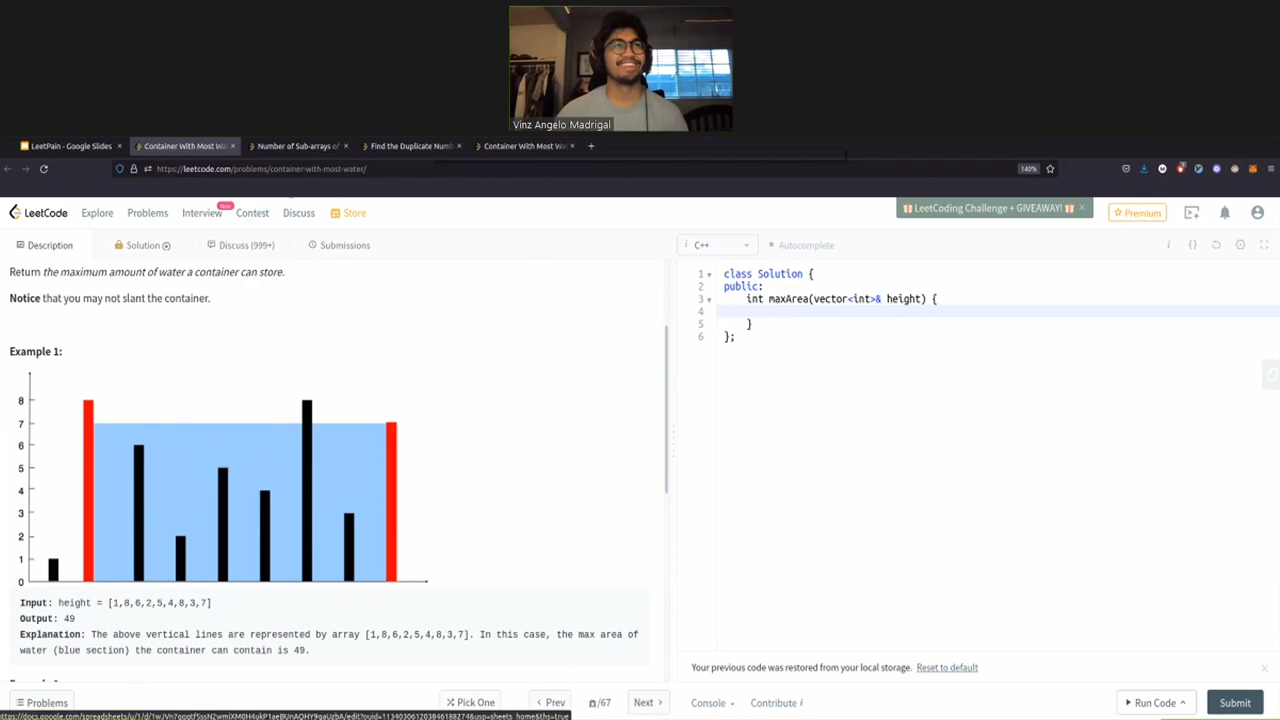 Vinz Angelo Madrigal
LeetPain - Google Slides
Container With Most Wa
Number of Sub-arrays o
Find the Duplicate Numb
Container With Most Wat
https://leetcode.com/problems/container-with-most-water/
140%
LeetCode
Explore
Problems
Interview
New
Contest
Discuss
Store
LeetCoding Challenge + GIVEAWAY!
Premium
Description
Solution
Discuss (999+)
Submissions
i C++
Autocomplete
Return the maximum amount of water a container can store.
Notice that you may not slant the container.
Example 1:
8
7
6
5
4
3
2
1
0
Input: height = [1,8,6,2,5,4,8,3,7]
Output: 49
Explanation: The above vertical lines are represented by array [1,8,6,2,5,4,8,3,7]. In this case, the max area of
water (blue section) the container can contain is 49.
1 class Solution {
2 public:
3 int maxArea(vector<int>& height) {
4
5 }
6 };
Your previous code was restored from your local storage. Reset to default
Problems
Pick One
Prev
/67
Next
Console
Contribute i
Run Code
Submit